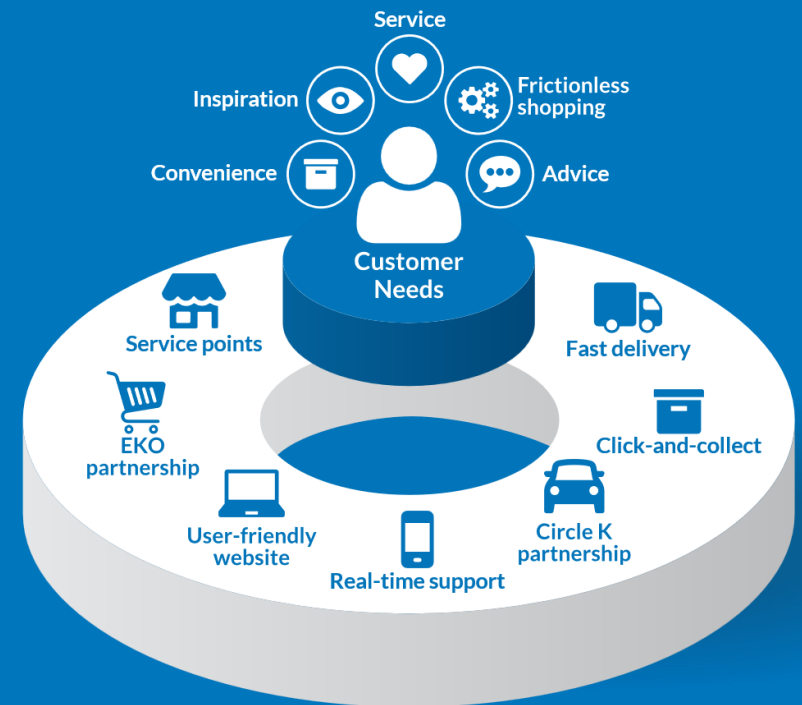 Service
Inspiration
Frictionless
shopping
Convenience
Advice
Customer
Needs
Service points
Fast delivery
EKO
partnership
Click-and-collect
User-friendly
website
Circle K
partnership
Real-time support